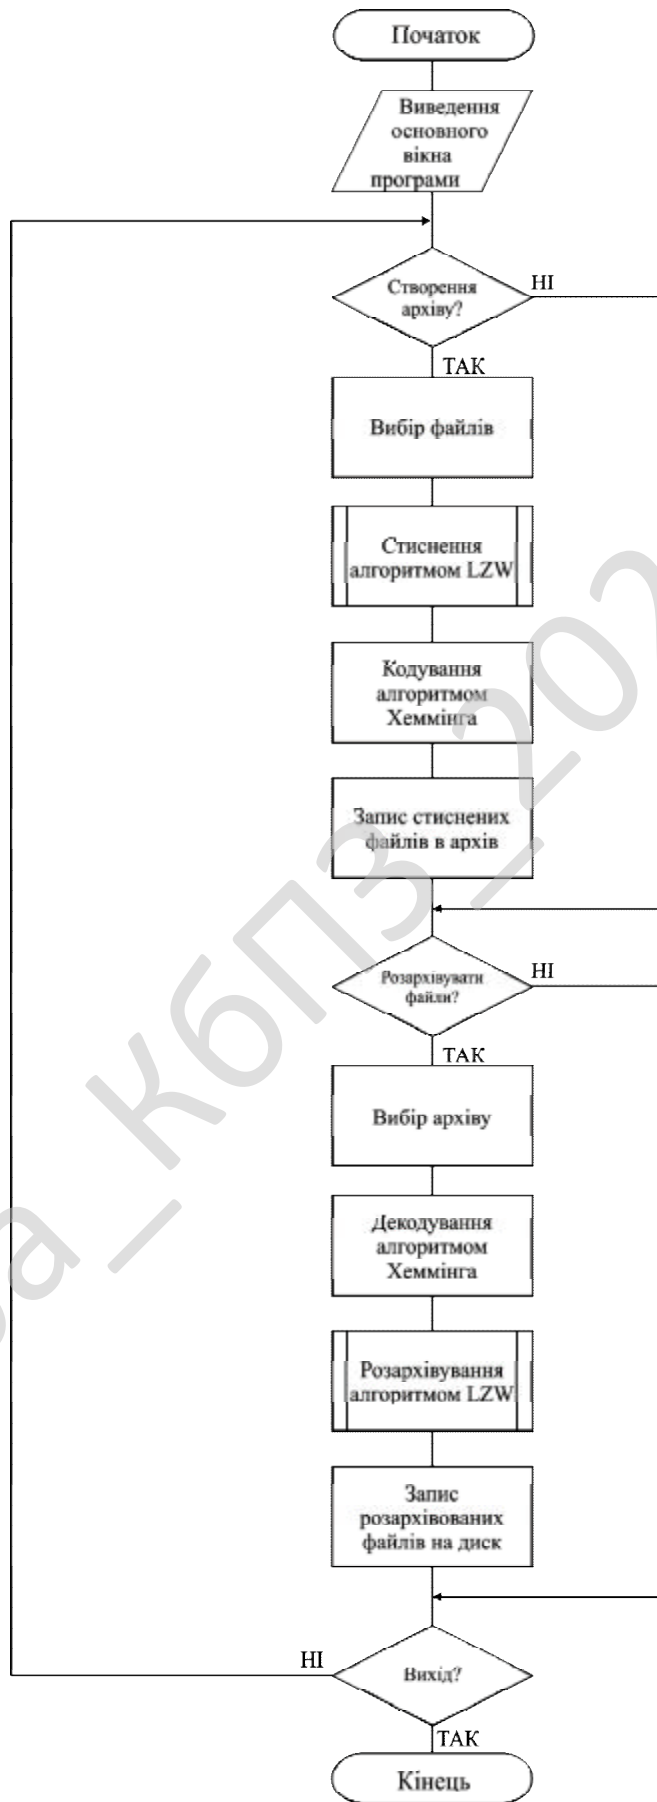 Початок
Виведення
основного
вікна
програми
Створення
архіву?
НІ
ТАК
Вибір файлів
Стиснення
алгоритмом LZW
Кодування
алгоритмом
Хеммінга
Запис стиснених
файлів в архів
Розархівувати
файли?
НІ
ТАК
Вибір архіву
Декодування
алгоритмом
Хеммінга
Розархівування
алгоритмом LZW
Запис
розархівованих
файлів на диск
НІ
Вихід?
ТАК
Кінець